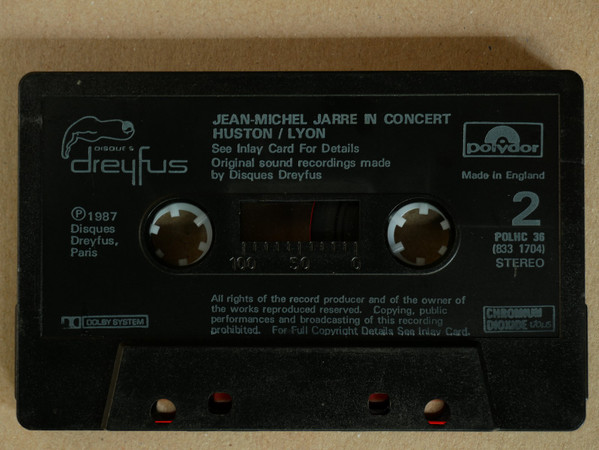 JEAN-MICHEL JARRE IN CONCERT
HUSTON / LYON
See Inlay Card For Details
Original sound recordings made
by Disques Dreyfus
DISQUES
dreyfus
polydor
Made in England
2
POLHC 36
(833 1704)
STEREO
℗ 1987
Disques
Dreyfus,
Paris
100 50 0
DOLBY SYSTEM
All rights of the record producer and of the owner of
the works reproduced reserved. Copying, public
performances and broadcasting of this recording
prohibited. For Full Copyright Details See Inlay Card.
CHROMIUM
DIOXIDE